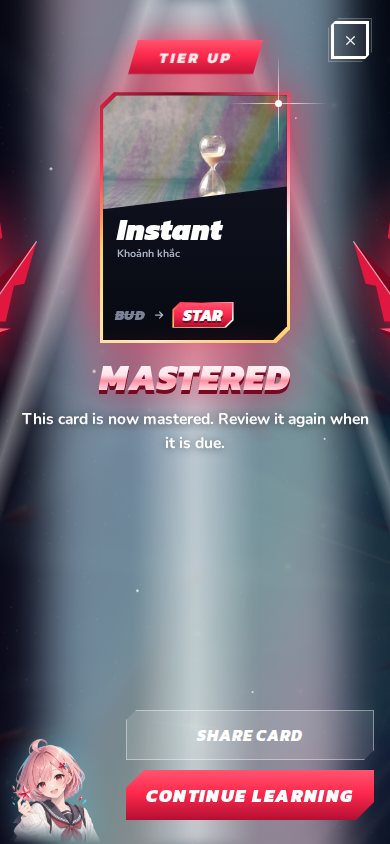 TIER UP
Instant
Khoảnh khắc
BUD → STAR
MASTERED
This card is now mastered. Review it again when
it is due.
SHARE CARD
CONTINUE LEARNING